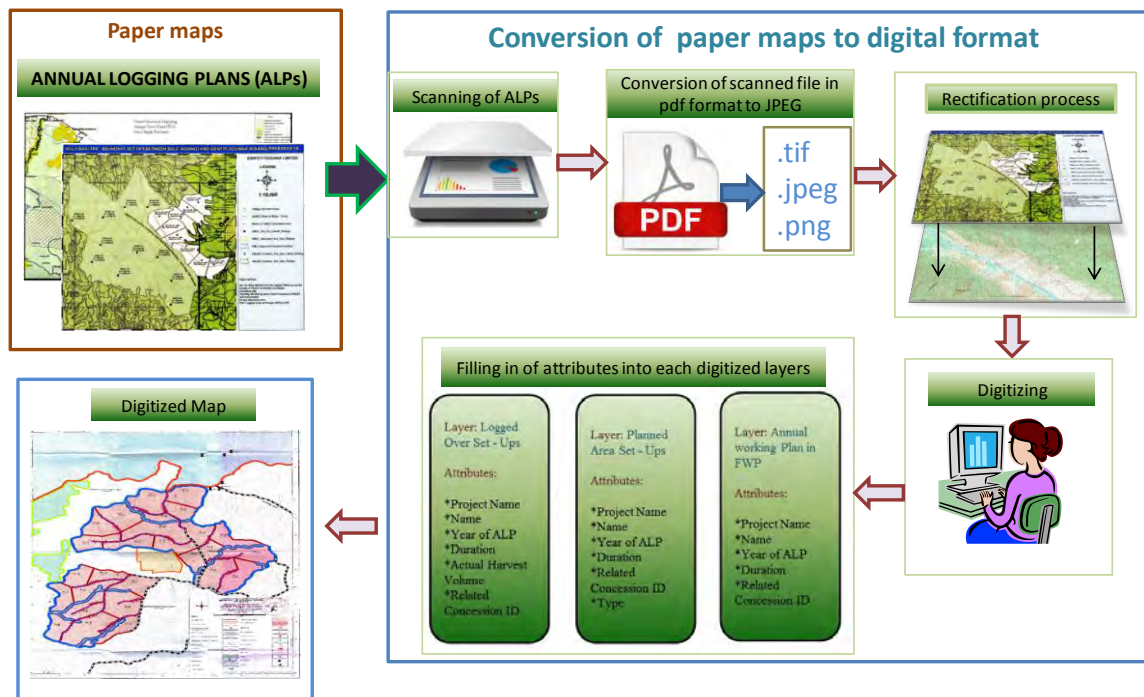 Paper maps
ANNUAL LOGGING PLANS (ALPs)
Conversion of paper maps to digital format
Scanning of ALPs
Conversion of scanned file in
pdf format to JPEG
PDF
.tif
.jpeg
.png
Rectification process
Digitizing
Filling in of attributes into each digitized layers
Layer: Logged
Over Set - Ups
Attributes:
*Project Name
*Name
*Year of ALP
*Duration
*Actual Harvest
Volume
*Related
Concession ID
Layer: Planned
Area Set - Ups
Attributes:
*Project Name
*Name
*Year of ALP
*Duration
*Related
Concession ID
*Type
Layer: Annual
working Plan in
FWP
Attributes:
*Project Name
*Name
*Year of ALP
*Duration
*Related
Concession ID
Digitized Map